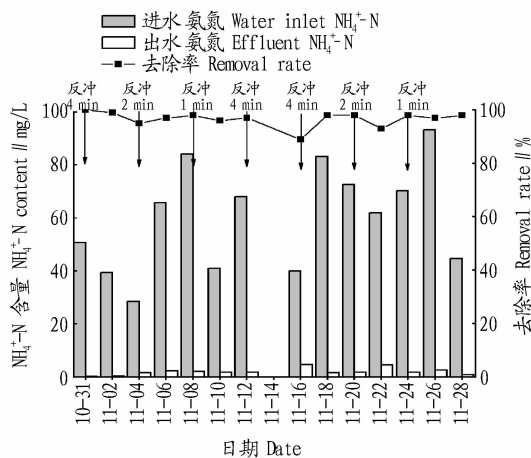 进水氨氮 Water inlet NH₄⁺-N
出水氨氮 Effluent NH₄⁺-N
去除率 Removal rate
反冲 反冲 反冲 反冲 反冲 反冲 反冲
4 min 2 min 1 min 4 min 4 min 2 min 1 min
100
80
60
40
20
0
NH₄⁺-N 含量 NH₄⁺-N content // mg/L
100
80
60
40
20
0
去除率 Removal rate // %
10-31 11-02 11-04 11-06 11-08 11-10 11-12 11-14 11-16 11-18 11-20 11-22 11-24 11-26 11-28
日期 Date